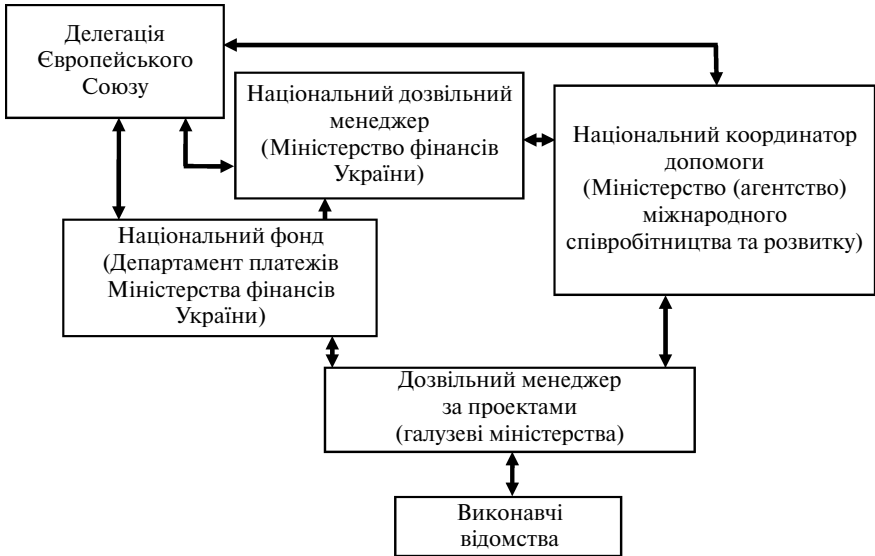 Делегація
Європейського
Союзу
Національний дозвільний
менеджер
(Міністерство фінансів
України)
Національний координатор
допомоги
(Міністерство (агентство)
міжнародного
співробітництва та розвитку)
Національний фонд
(Департамент платежів
Міністерства фінансів
України)
Дозвільний менеджер
за проектами
(галузеві міністерства)
Виконавчі
відомства